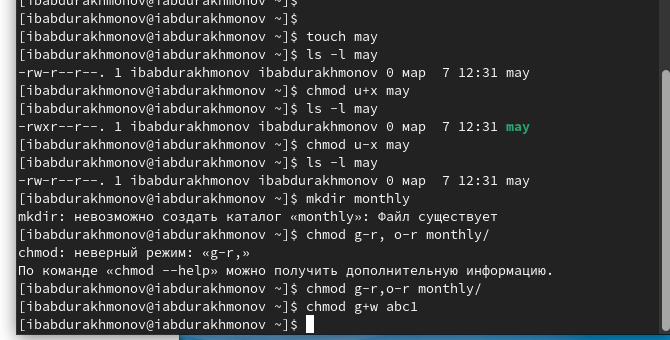 [ibabdurakhmonov@iabdurakhmonov ~]$
[ibabdurakhmonov@iabdurakhmonov ~]$
[ibabdurakhmonov@iabdurakhmonov ~]$ touch may
[ibabdurakhmonov@iabdurakhmonov ~]$ ls -l may
-rw-r--r--. 1 ibabdurakhmonov ibabdurakhmonov 0 мар  7 12:31 may
[ibabdurakhmonov@iabdurakhmonov ~]$ chmod u+x may
[ibabdurakhmonov@iabdurakhmonov ~]$ ls -l may
-rwxr--r--. 1 ibabdurakhmonov ibabdurakhmonov 0 мар  7 12:31 may
[ibabdurakhmonov@iabdurakhmonov ~]$ chmod u-x may
[ibabdurakhmonov@iabdurakhmonov ~]$ ls -l may
-rw-r--r--. 1 ibabdurakhmonov ibabdurakhmonov 0 мар  7 12:31 may
[ibabdurakhmonov@iabdurakhmonov ~]$ mkdir monthly
mkdir: невозможно создать каталог «monthly»: Файл существует
[ibabdurakhmonov@iabdurakhmonov ~]$ chmod g-r, o-r monthly/
chmod: неверный режим: «g-r,»
По команде «chmod --help» можно получить дополнительную информацию.
[ibabdurakhmonov@iabdurakhmonov ~]$ chmod g-r,o-r monthly/
[ibabdurakhmonov@iabdurakhmonov ~]$ chmod g+w abc1
[ibabdurakhmonov@iabdurakhmonov ~]$